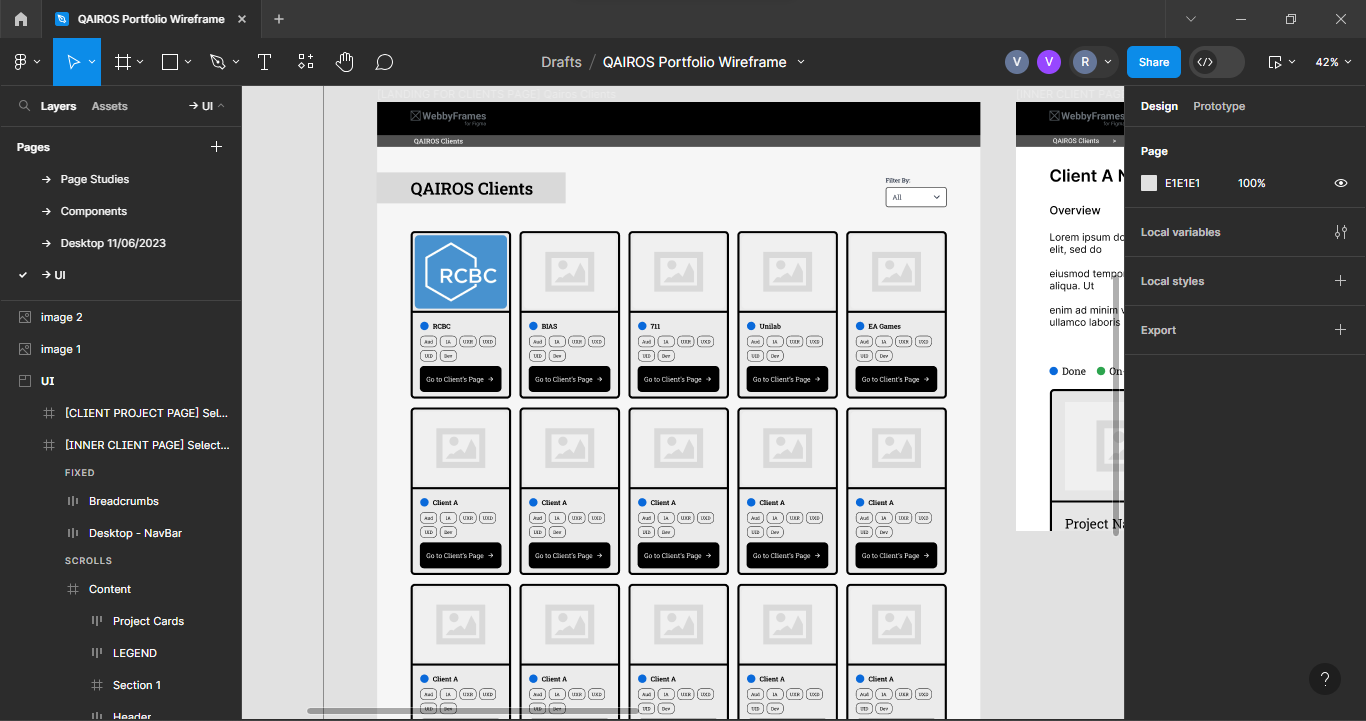 QAIROS Portfolio Wireframe
Drafts / QAIROS Portfolio Wireframe
V V R Share 42%
Layers Assets → UI
Pages
→ Page Studies
→ Components
→ Desktop 11/06/2023
→ UI
image 2
image 1
UI
[CLIENT PROJECT PAGE] Sel...
[INNER CLIENT PAGE] Select...
FIXED
Breadcrumbs
Desktop - NavBar
SCROLLS
Content
Project Cards
LEGEND
Section 1
Header
WebbyFrames
for Figma
QAIROS Clients
QAIROS Clients
Filter By:
All
RCBC
RCBC BIAS 711 Unilab EA Games
Aud IA UXR UXD Aud IA UXR UXD Aud IA UXR UXD Aud IA UXR UXD Aud IA UXR UXD
UID Dev UID Dev UID Dev UID Dev UID Dev
Go to Client's Page → Go to Client's Page → Go to Client's Page → Go to Client's Page → Go to Client's Page →
Client A Client A Client A Client A Client A
Aud IA UXR UXD Aud IA UXR UXD Aud IA UXR UXD Aud IA UXR UXD Aud IA UXR UXD
UID Dev UID Dev UID Dev UID Dev UID Dev
Go to Client's Page → Go to Client's Page → Go to Client's Page → Go to Client's Page → Go to Client's Page →
Client A Client A Client A Client A Client A
Aud IA UXR UXD Aud IA UXR UXD Aud IA UXR UXD Aud IA UXR UXD Aud IA UXR UXD
UID Dev UID Dev UID Dev UID Dev UID Dev
WebbyFrames
for Figma
QAIROS Clients >
Client A N
Overview
Lorem ipsum do
elit, sed do
eiusmod tempo
aliqua. Ut
enim ad minim v
ullamco laboris
Done On-
Project Na
Design Prototype
Page
E1E1E1 100%
Local variables
Local styles
Export
?